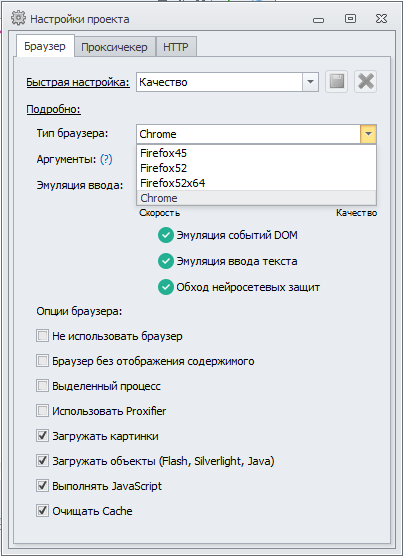 Настройки проекта
Браузер Проксичекер HTTP
Быстрая настройка: Качество
Подробно:
Тип браузера: Chrome
Firefox45
Аргументы: (?)
Firefox52
Firefox52x64
Эмуляция ввода:
Chrome
Скорость Качество
Эмуляция событий DOM
Эмуляция ввода текста
Обход нейросетевых защит
Опции браузера:
Не использовать браузер
Браузер без отображения содержимого
Выделенный процесс
Использовать Proxifier
Загружать картинки
Загружать объекты (Flash, Silverlight, Java)
Выполнять JavaScript
Очищать Cache